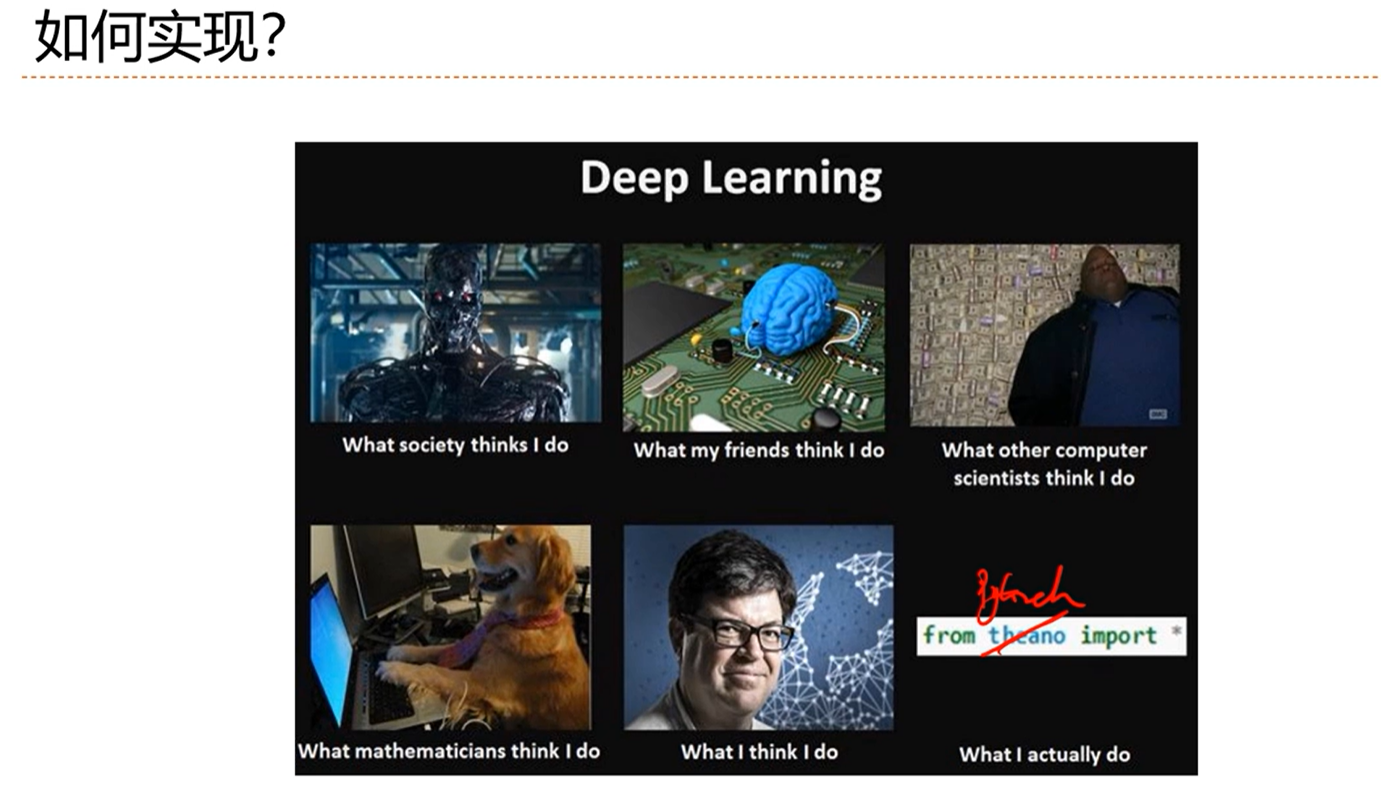 如何实现？
Deep Learning
What society thinks I do
What my friends think I do
What other computer
scientists think I do
What mathematicians think I do
What I think I do
Pytorch
from theano import *
What I actually do